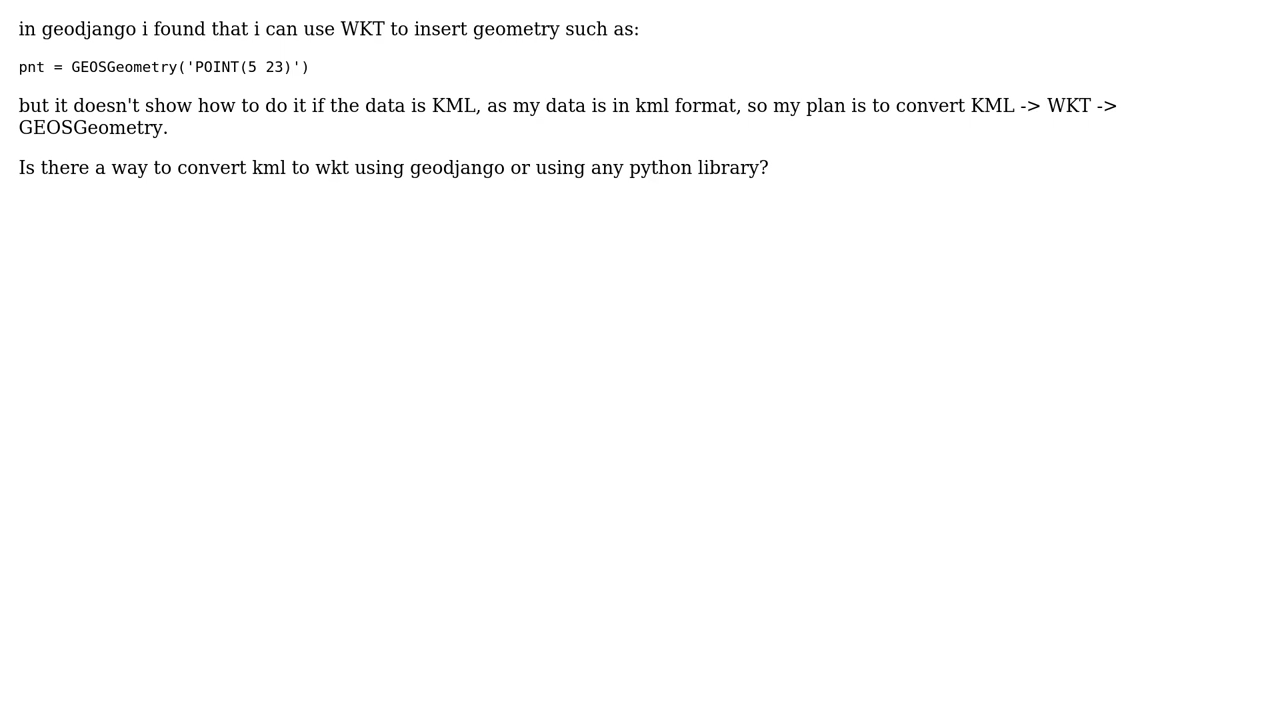 in geodjango i found that i can use WKT to insert geometry such as:
pnt = GEOSGeometry('POINT(5 23)')
but it doesn't show how to do it if the data is KML, as my data is in kml format, so my plan is to convert KML -> WKT ->
GEOSGeometry.
Is there a way to convert kml to wkt using geodjango or using any python library?